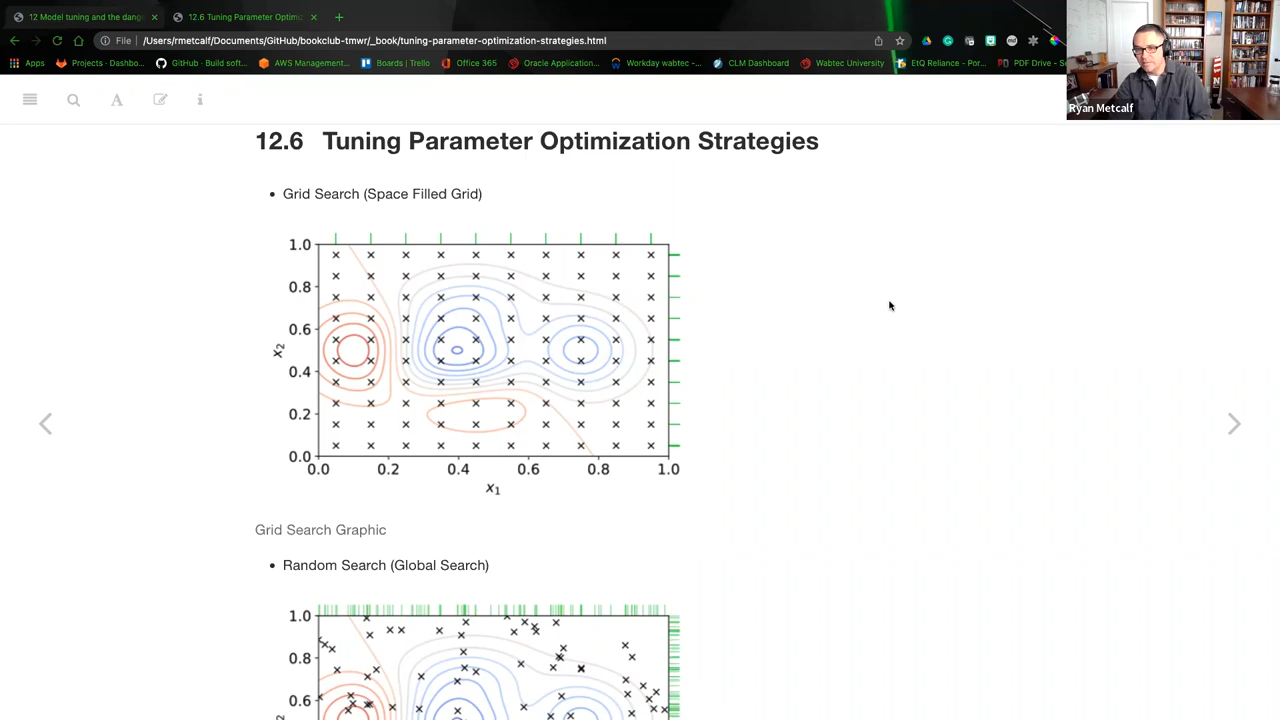 12 Model tuning and the dang
12.6 Tuning Parameter Optimiz
File
/Users/rmetcalf/Documents/GitHub/bookclub-tmwr/_book/tuning-parameter-optimization-strategies.html
Apps
Projects - Dashbo...
GitHub · Build soft...
AWS Management...
Boards | Trello
Office 365
Oracle Application...
Workday wabtec -...
CLM Dashboard
Wabtec University
EtQ Reliance - Por...
PDF Drive - Se
Ryan Metcalf
12.6 Tuning Parameter Optimization Strategies
• Grid Search (Space Filled Grid)
1.0
0.8
0.6
0.4
0.2
0.0
x2
0.0 0.2 0.4 0.6 0.8 1.0
x1
Grid Search Graphic
• Random Search (Global Search)
1.0
0.8
0.6